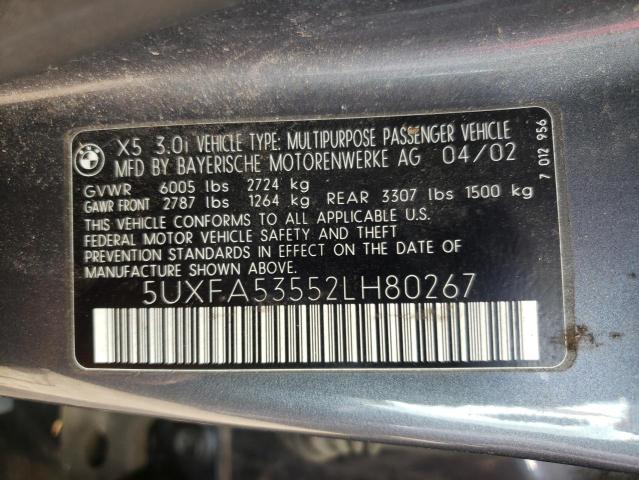 BMW
X5 3.0i VEHICLE TYPE: MULTIPURPOSE PASSENGER VEHICLE
MFD BY BAYERISCHE MOTORENWERKE AG 04/02
GVWR 6005 lbs 2724 kg
GAWR FRONT 2787 lbs 1264 kg REAR 3307 lbs 1500 kg
THIS VEHICLE CONFORMS TO ALL APPLICABLE U.S.
FEDERAL MOTOR VEHICLE SAFETY AND THEFT
PREVENTION STANDARDS IN EFFECT ON THE DATE OF
MANUFACTURE SHOWN ABOVE.
5UXFA53552LH80267
7 012 956